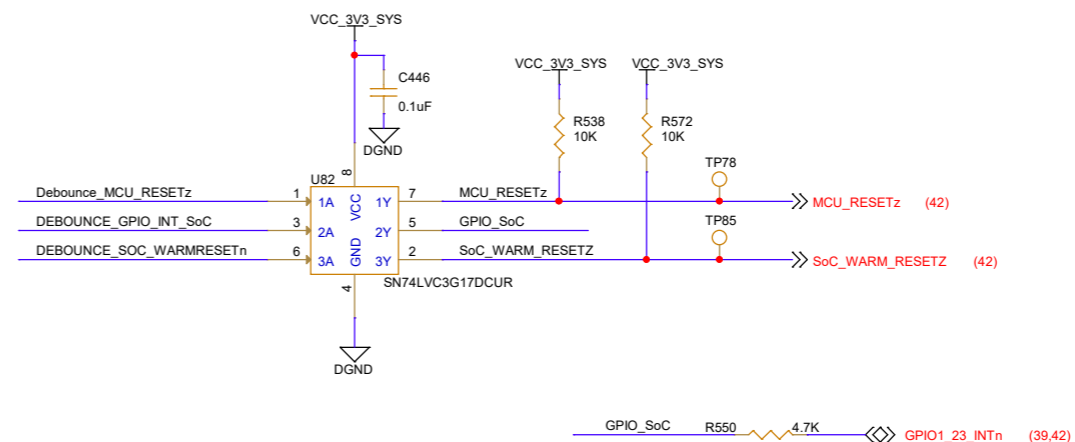 VCC_3V3_SYS
C446
0.1uF
DGND
VCC_3V3_SYS VCC_3V3_SYS
R538
10K
R572
10K
TP78
U82
8
Debounce_MCU_RESETz 1 1A VCC 1Y 7 MCU_RESETz MCU_RESETz (42)
TP85
DEBOUNCE_GPIO_INT_SoC 3 2A 2Y 5 GPIO_SoC
DEBOUNCE_SOC_WARMRESETn 6 3A GND 3Y 2 SoC_WARM_RESETZ SoC_WARM_RESETZ (42)
4
SN74LVC3G17DCUR
DGND
GPIO_SoC R550 4.7K GPIO1_23_INTn (39,42)